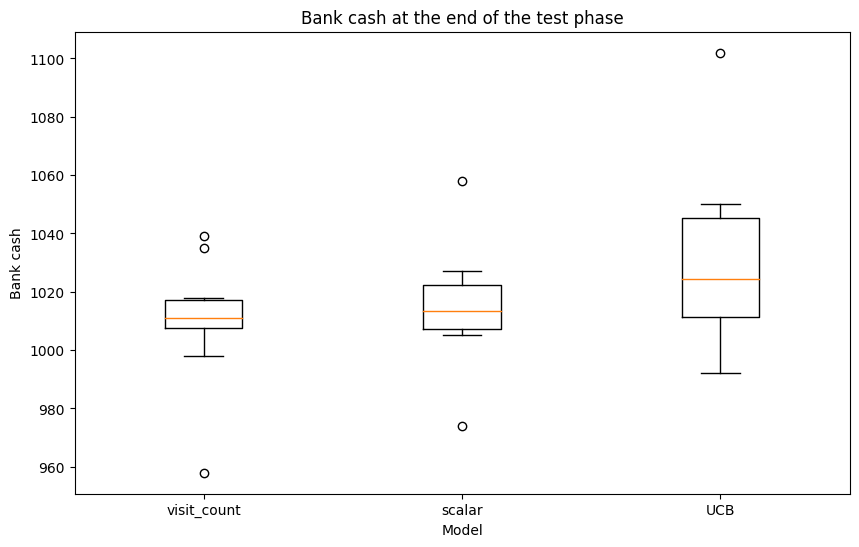 Bank cash at the end of the test phase
1100
1080
1060
1040
1020
1000
980
960
Bank cash
visit_count
scalar
UCB
Model